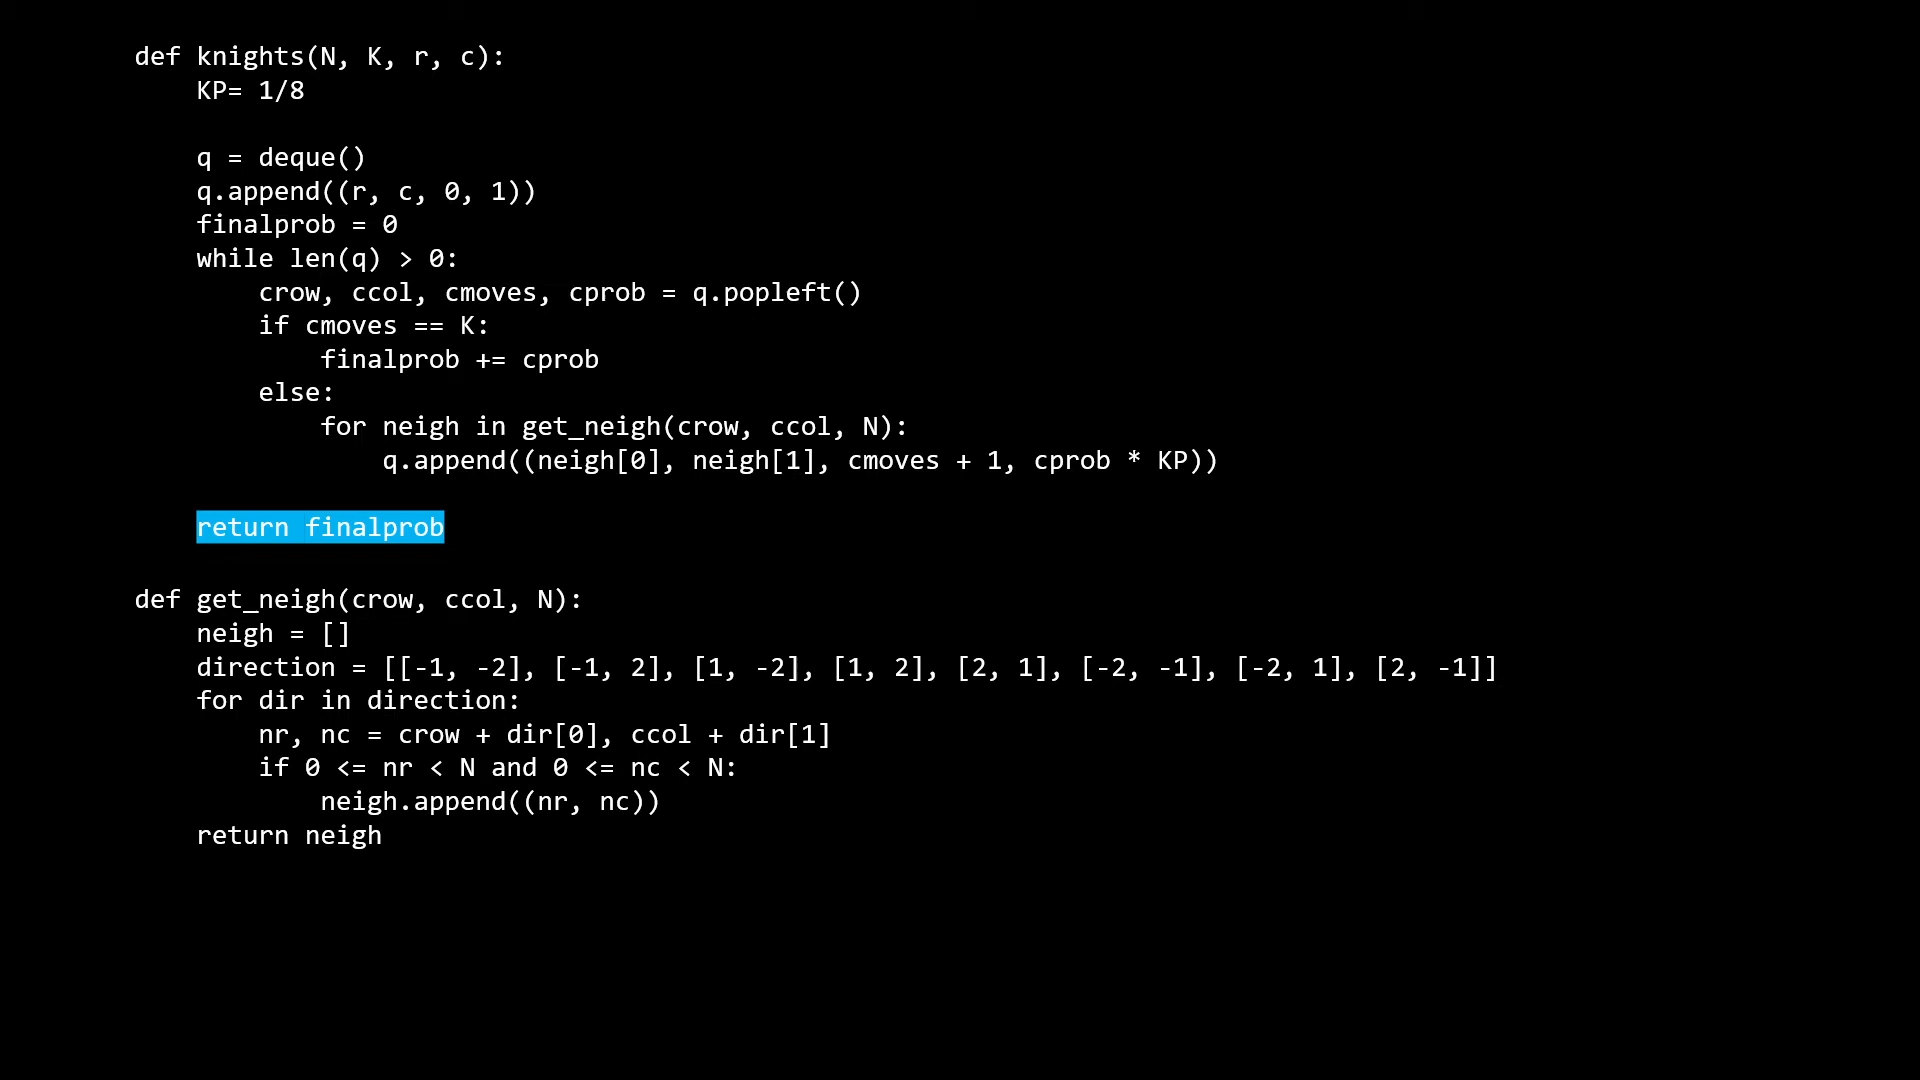 def knights(N, K, r, c):
    KP= 1/8
    q = deque()
    q.append((r, c, 0, 1))
    finalprob = 0
    while len(q) > 0:
        crow, ccol, cmoves, cprob = q.popleft()
        if cmoves == K:
            finalprob += cprob
        else:
            for neigh in get_neigh(crow, ccol, N):
                q.append((neigh[0], neigh[1], cmoves + 1, cprob * KP))
    return finalprob
def get_neigh(crow, ccol, N):
    neigh = []
    direction = [[-1, -2], [-1, 2], [1, -2], [1, 2], [2, 1], [-2, -1], [-2, 1], [2, -1]]
    for dir in direction:
        nr, nc = crow + dir[0], ccol + dir[1]
        if 0 <= nr < N and 0 <= nc < N:
            neigh.append((nr, nc))
    return neigh